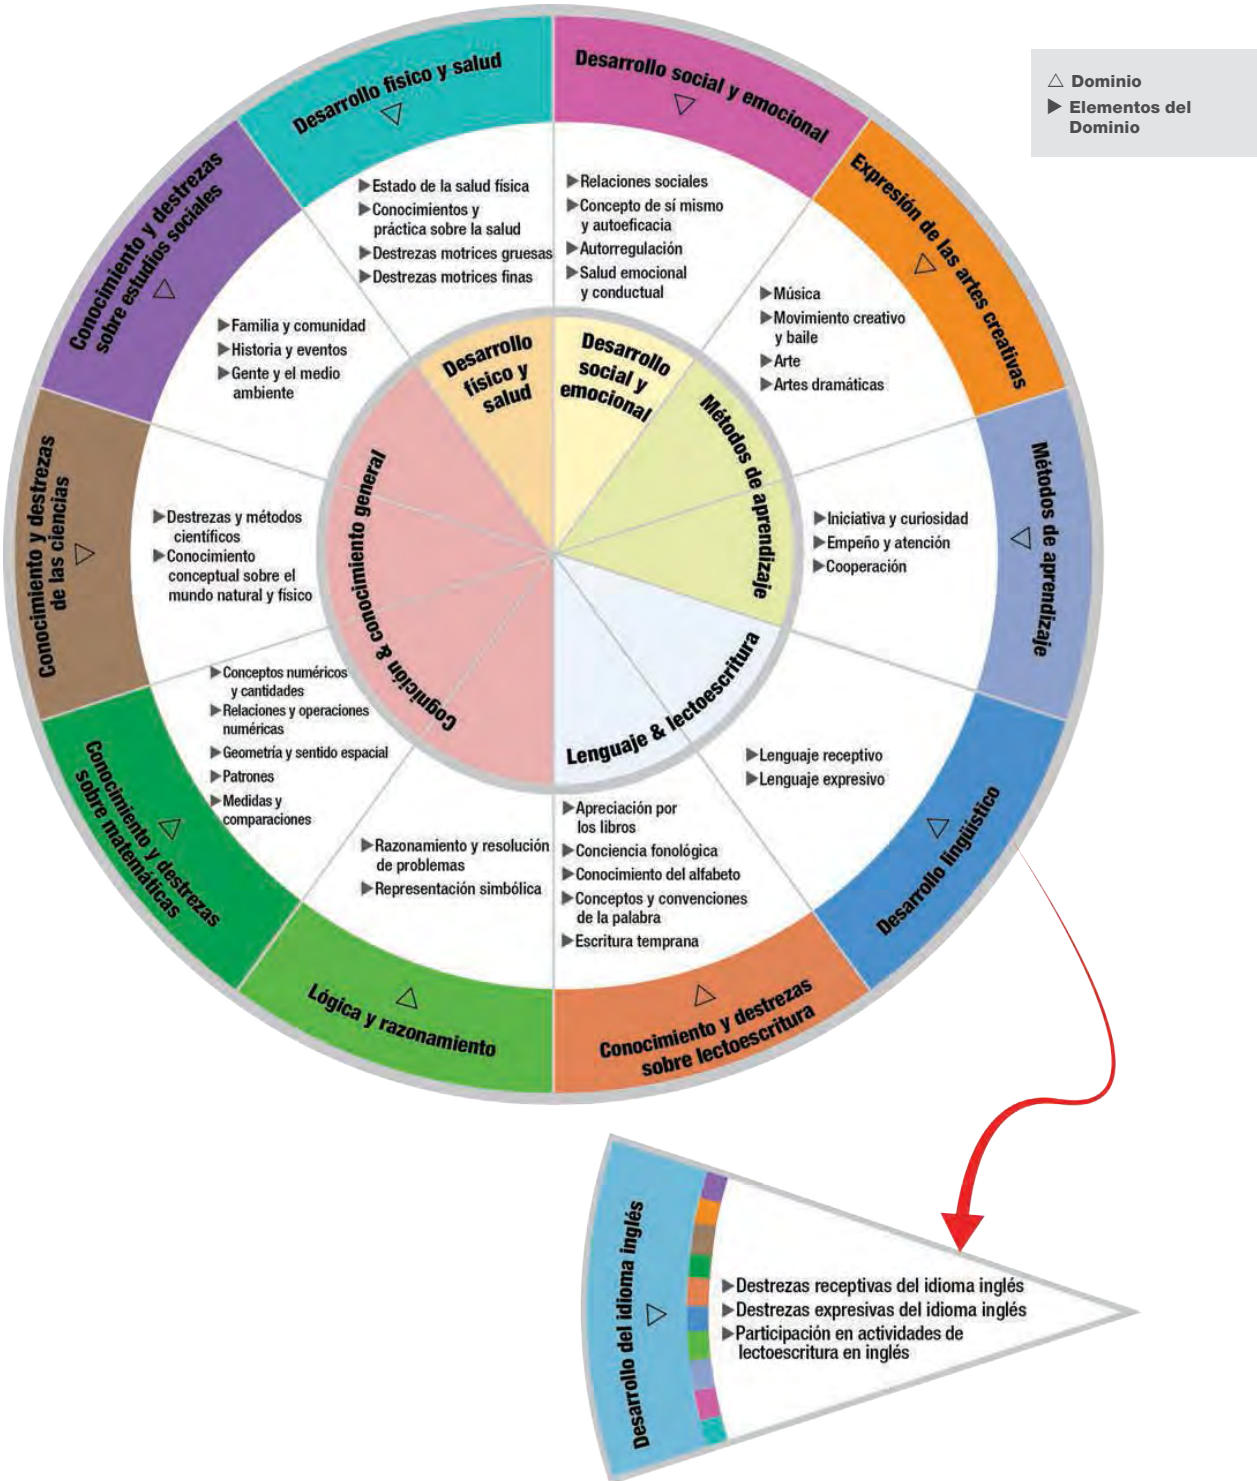 Dominio
Elementos del
Dominio
Desarrollo físico y salud
Estado de la salud física
Conocimientos y
práctica sobre la salud
Destrezas motrices gruesas
Destrezas motrices finas
Desarrollo social y emocional
Relaciones sociales
Concepto de sí mismo
y autoeficacia
Autorregulación
Salud emocional
y conductual
Expresión de las artes creativas
Música
Movimiento creativo
y baile
Arte
Artes dramáticas
Métodos de aprendizaje
Iniciativa y curiosidad
Empeño y atención
Cooperación
Desarrollo lingüístico
Lenguaje receptivo
Lenguaje expresivo
Conocimiento y destrezas
sobre lectoescritura
Apreciación por
los libros
Conciencia fonológica
Conocimiento del alfabeto
Conceptos y convenciones
de la palabra
Escritura temprana
Lógica y razonamiento
Razonamiento y resolución
de problemas
Representación simbólica
Conocimiento y destrezas
sobre matemáticas
Conceptos numéricos
y cantidades
Relaciones y operaciones
numéricas
Geometría y sentido espacial
Patrones
Medidas y
comparaciones
Conocimiento y destrezas
de las ciencias
Destrezas y métodos
científicos
Conocimiento
conceptual sobre el
mundo natural y físico
Conocimiento y destrezas
sobre estudios sociales
Familia y comunidad
Historia y eventos
Gente y el medio
ambiente
Desarrollo
físico y
salud
Desarrollo
social y
emocional
Métodos de aprendizaje
Lenguaje & lectoescritura
Cognición & conocimiento general
Desarrollo del idioma inglés
Destrezas receptivas del idioma inglés
Destrezas expresivas del idioma inglés
Participación en actividades de
lectoescritura en inglés